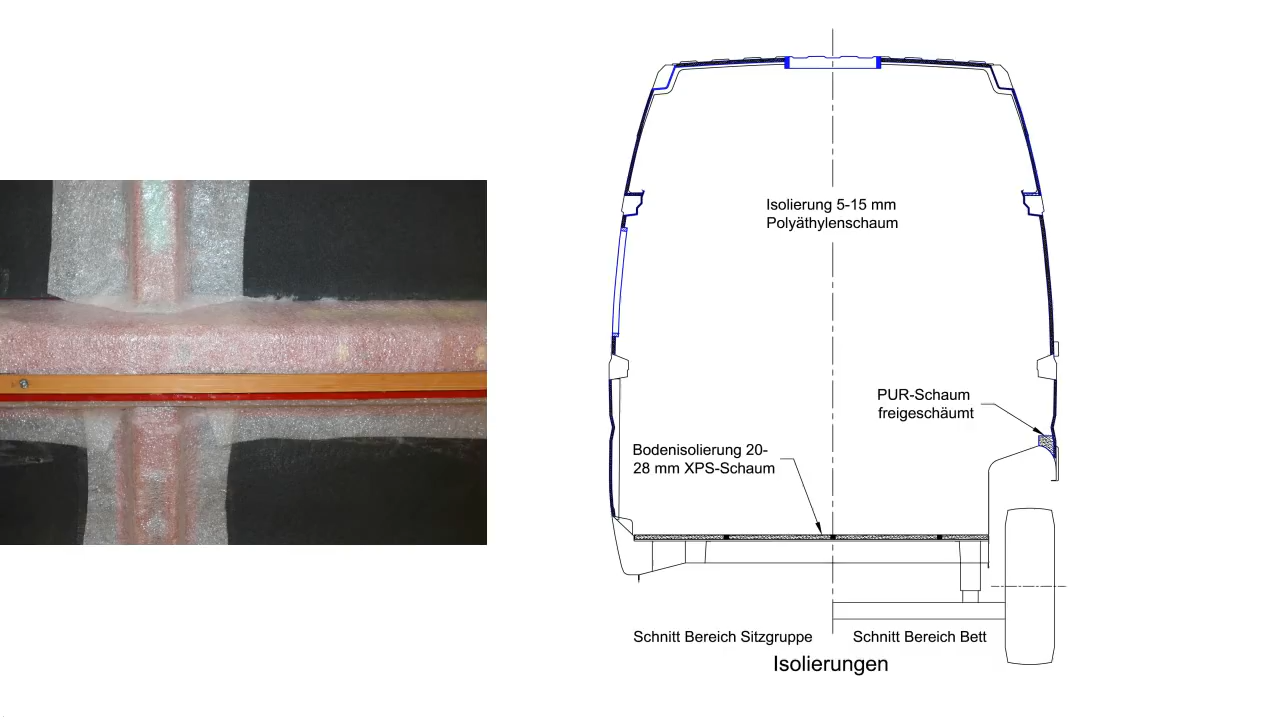 Isolierung 5-15 mm
Polyäthylenschaum
PUR-Schaum
freigeschäumt
Bodenisolierung 20-
28 mm XPS-Schaum
Schnitt Bereich Sitzgruppe
Schnitt Bereich Bett
Isolierungen